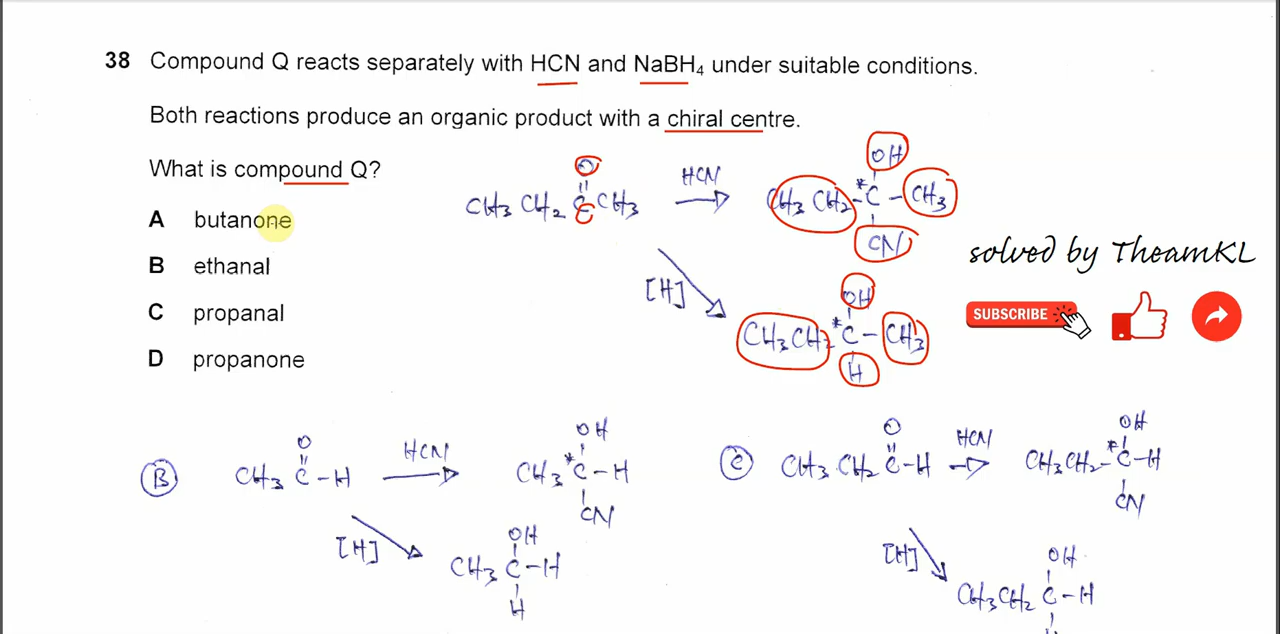 38 Compound Q reacts separately with HCN and NaBH₄ under suitable conditions.
Both reactions produce an organic product with a chiral centre.
What is compound Q?
A butanone
B ethanal
C propanal
D propanone
O
CH₃ CH₂ C CH₃
HCN
OH
CH₃ CH₂ - *C - CH₃
CN
[H]
OH
CH₃ CH₂ *C - CH₃
H
solved by TheamKL
SUBSCRIBE
B
O
CH₃ C - H
HCN
OH
CH₃ *C - H
CN
[H]
OH
CH₃ C - H
H
C
O
CH₃ CH₂ C - H
HCN
OH
CH₃CH₂ - *C - H
CN
[H]
OH
CH₃CH₂ C - H